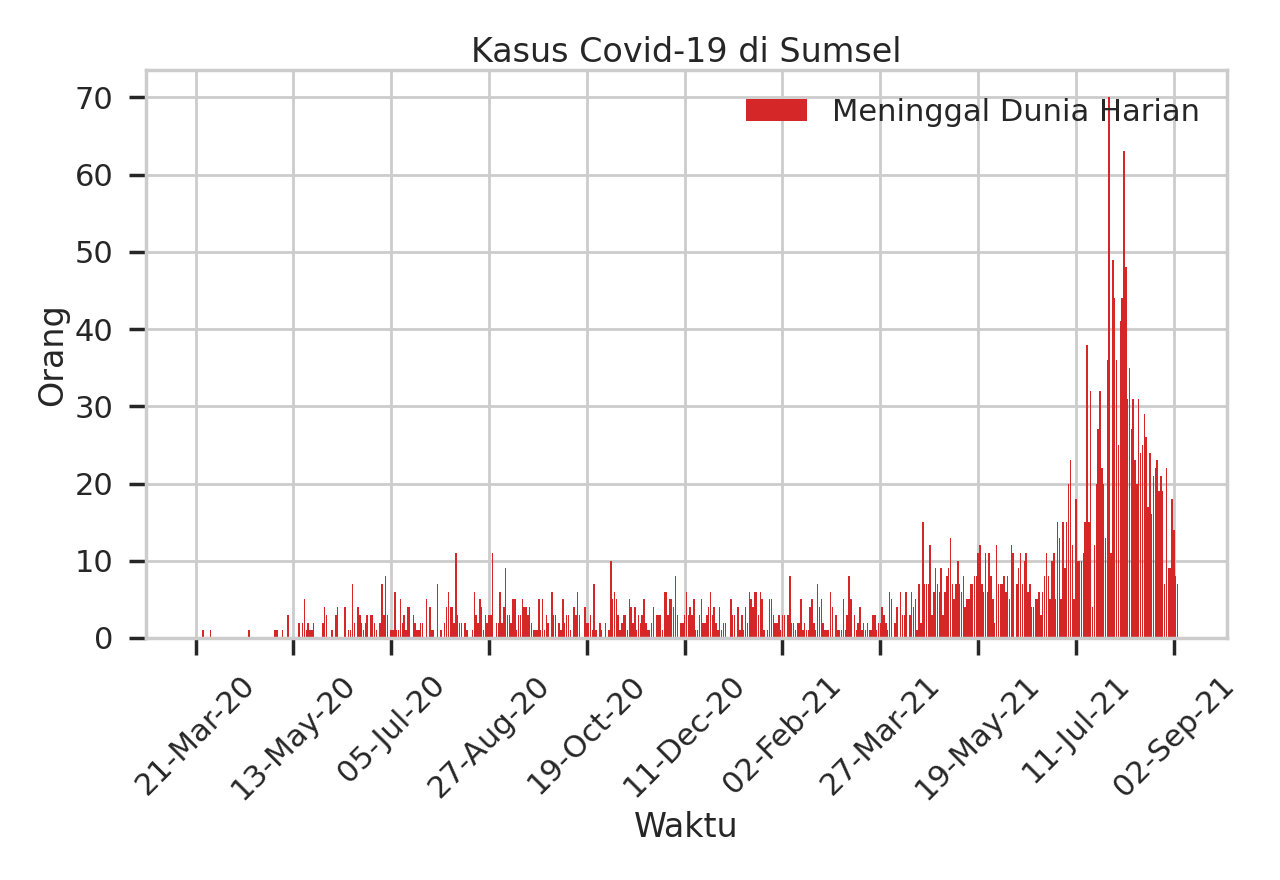 Kasus Covid-19 di Sumsel
Meninggal Dunia Harian
Orang
70
60
50
40
30
20
10
0
21-Mar-20
13-May-20
05-Jul-20
27-Aug-20
19-Oct-20
11-Dec-20
02-Feb-21
27-Mar-21
19-May-21
11-Jul-21
02-Sep-21
Waktu